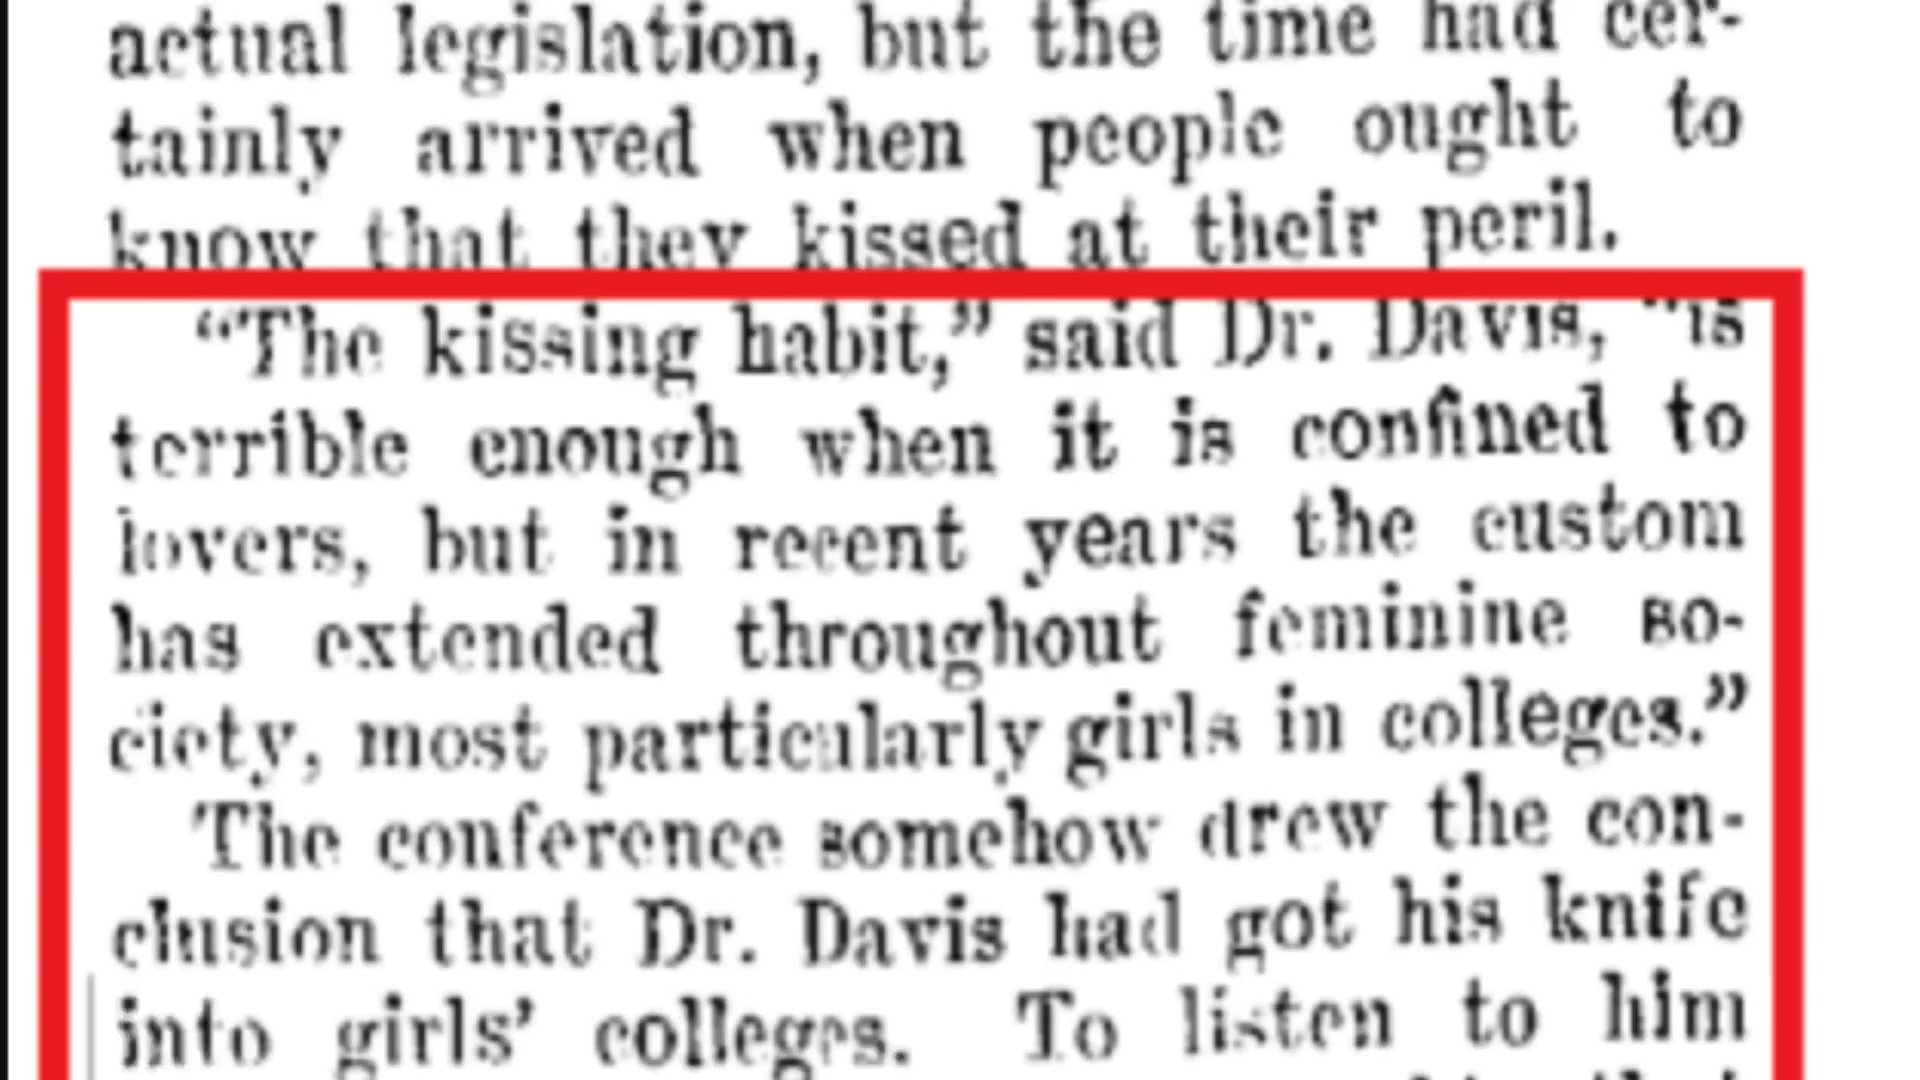 actual legislation, but the time had cer-
tainly arrived when people ought to
know that they kissed at their peril.
“The kissing habit,” said Dr. Davis, “is
terrible enough when it is confined to
lovers, but in recent years the custom
has extended throughout feminine so-
ciety, most particularly girls in colleges.”
The conference somehow drew the con-
clusion that Dr. Davis had got his knife
into girls’ colleges. To listen to him